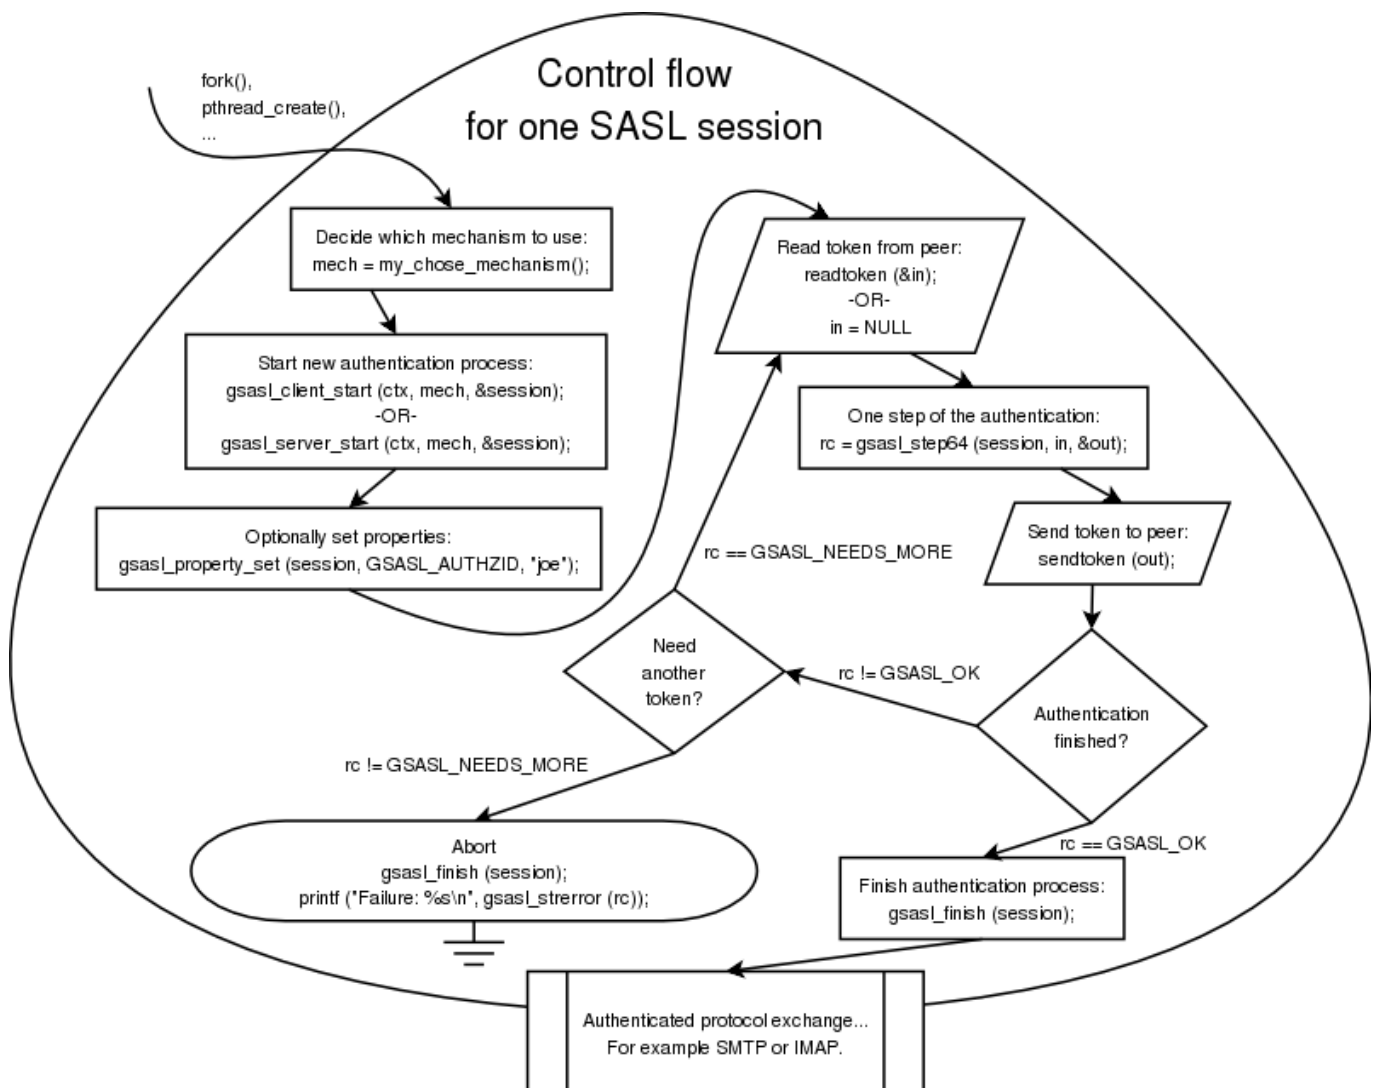 Control flow
for one SASL session
fork(),
pthread_create(),
...
Decide which mechanism to use:
mech = my_chose_mechanism();
Start new authentication process:
gsasl_client_start (ctx, mech, &session);
-OR-
gsasl_server_start (ctx, mech, &session);
Optionally set properties:
gsasl_property_set (session, GSASL_AUTHZID, "joe");
Read token from peer:
readtoken (&in);
-OR-
in = NULL
One step of the authentication:
rc = gsasl_step64 (session, in, &out);
Send token to peer:
sendtoken (out);
Authentication
finished?
rc != GSASL_OK
Need
another
token?
rc == GSASL_NEEDS_MORE
rc != GSASL_NEEDS_MORE
Abort
gsasl_finish (session);
printf ("Failure: %s\n", gsasl_strerror (rc));
rc == GSASL_OK
Finish authentication process:
gsasl_finish (session);
Authenticated protocol exchange...
For example SMTP or IMAP.